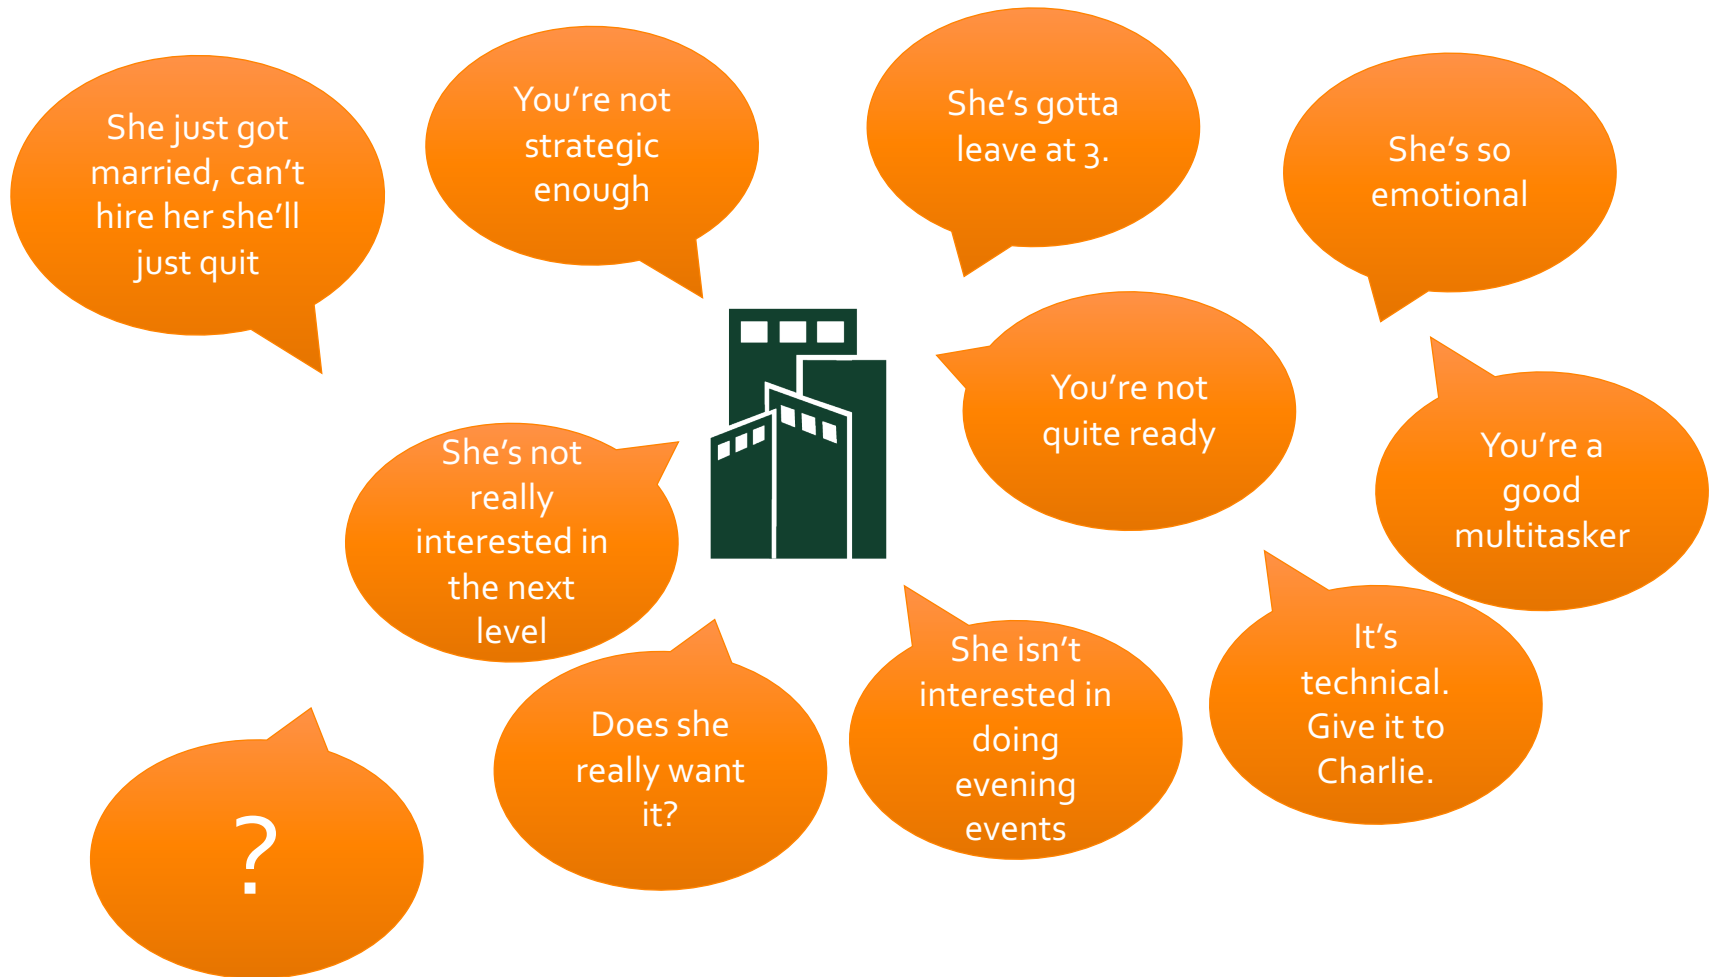 She just got
married, can't
hire her she'll
just quit
You're not
strategic
enough
She's gotta
leave at 3.
She's so
emotional
You're not
quite ready
You're a
good
multitasker
She's not
really
interested in
the next
level
Does she
really want
it?
She isn't
interested in
doing
evening
events
It's
technical.
Give it to
Charlie.
?